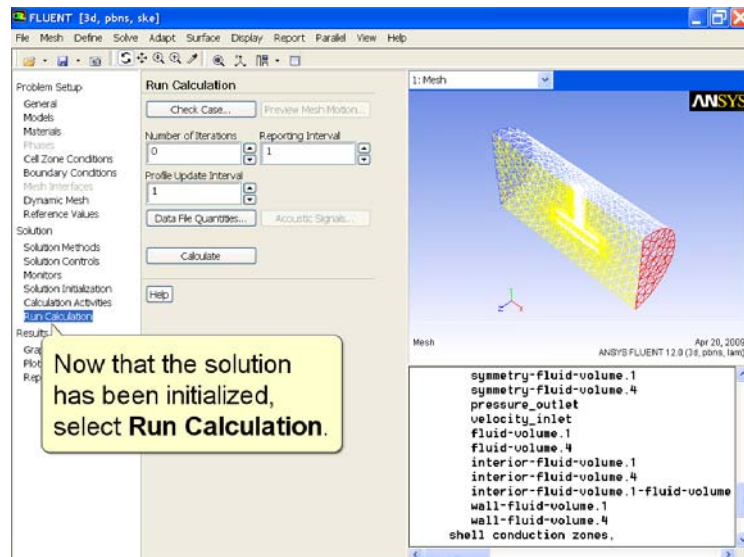 FLUENT [3d, pbns, ske]
File Mesh Define Solve Adapt Surface Display Report Parallel View Help
Problem Setup
General
Models
Materials
Phases
Cell Zone Conditions
Boundary Conditions
Mesh Interfaces
Dynamic Mesh
Reference Values
Solution
Solution Methods
Solution Controls
Monitors
Solution Initialization
Calculation Activities
Run Calculation
Results
Run Calculation
Check Case... Preview Mesh Motion...
Number of Iterations Reporting Interval
0 1
Profile Update Interval
1
Data File Quantities... Acoustic Signals...
Calculate
Help
Now that the solution
has been initialized,
select Run Calculation.
1: Mesh
ANSYS
Mesh
Apr 20, 2009
ANSYS FLUENT 12.0 (3d, pbns, lam)
symmetry-fluid-volume.1
symmetry-fluid-volume.4
pressure_outlet
velocity_inlet
fluid-volume.1
fluid-volume.4
interior-fluid-volume.1
interior-fluid-volume.4
interior-fluid-volume.1-fluid-volume
wall-fluid-volume.1
wall-fluid-volume.4
shell conduction zones,